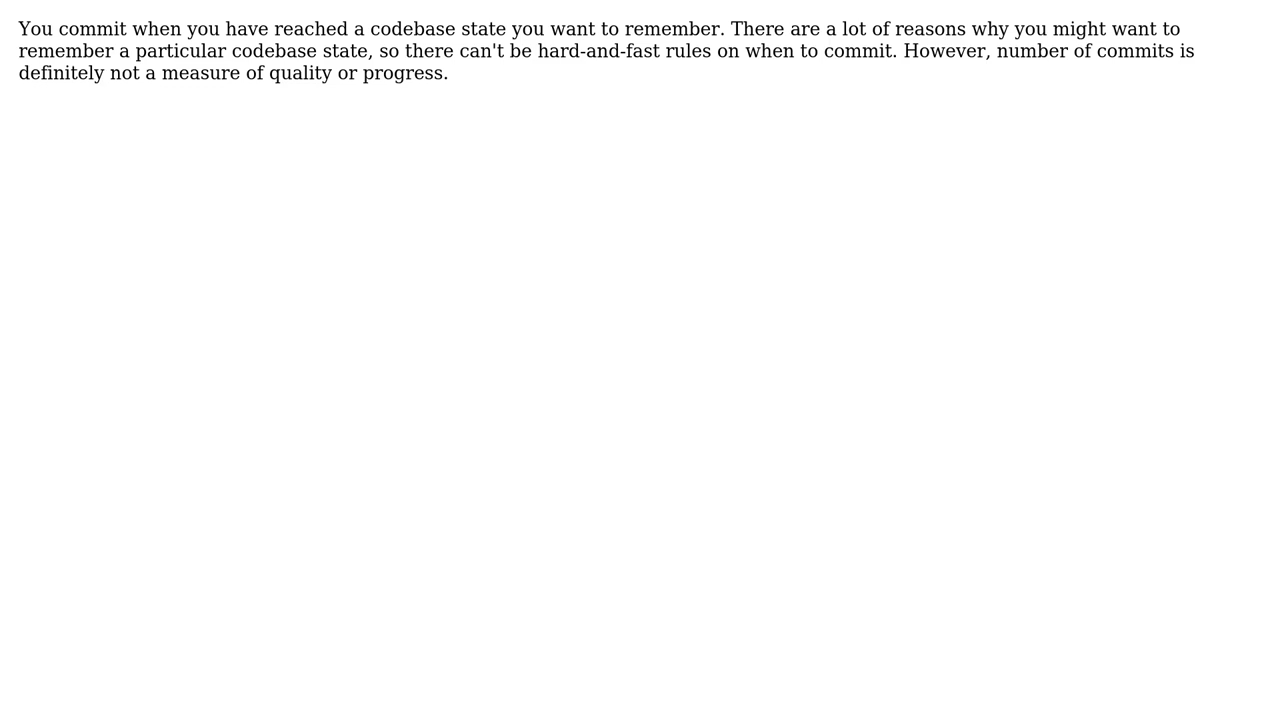 You commit when you have reached a codebase state you want to remember. There are a lot of reasons why you might want to
remember a particular codebase state, so there can't be hard-and-fast rules on when to commit. However, number of commits is
definitely not a measure of quality or progress.